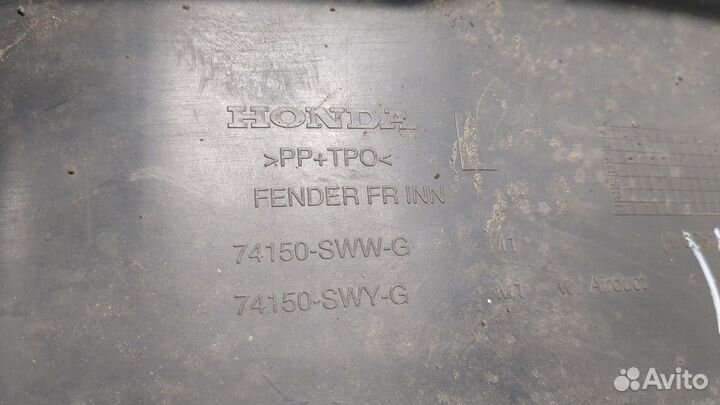 HONDA
L
>PP+TPO<
FENDER FR INN
74150-SWW-G
74150-SWY-G
Avito